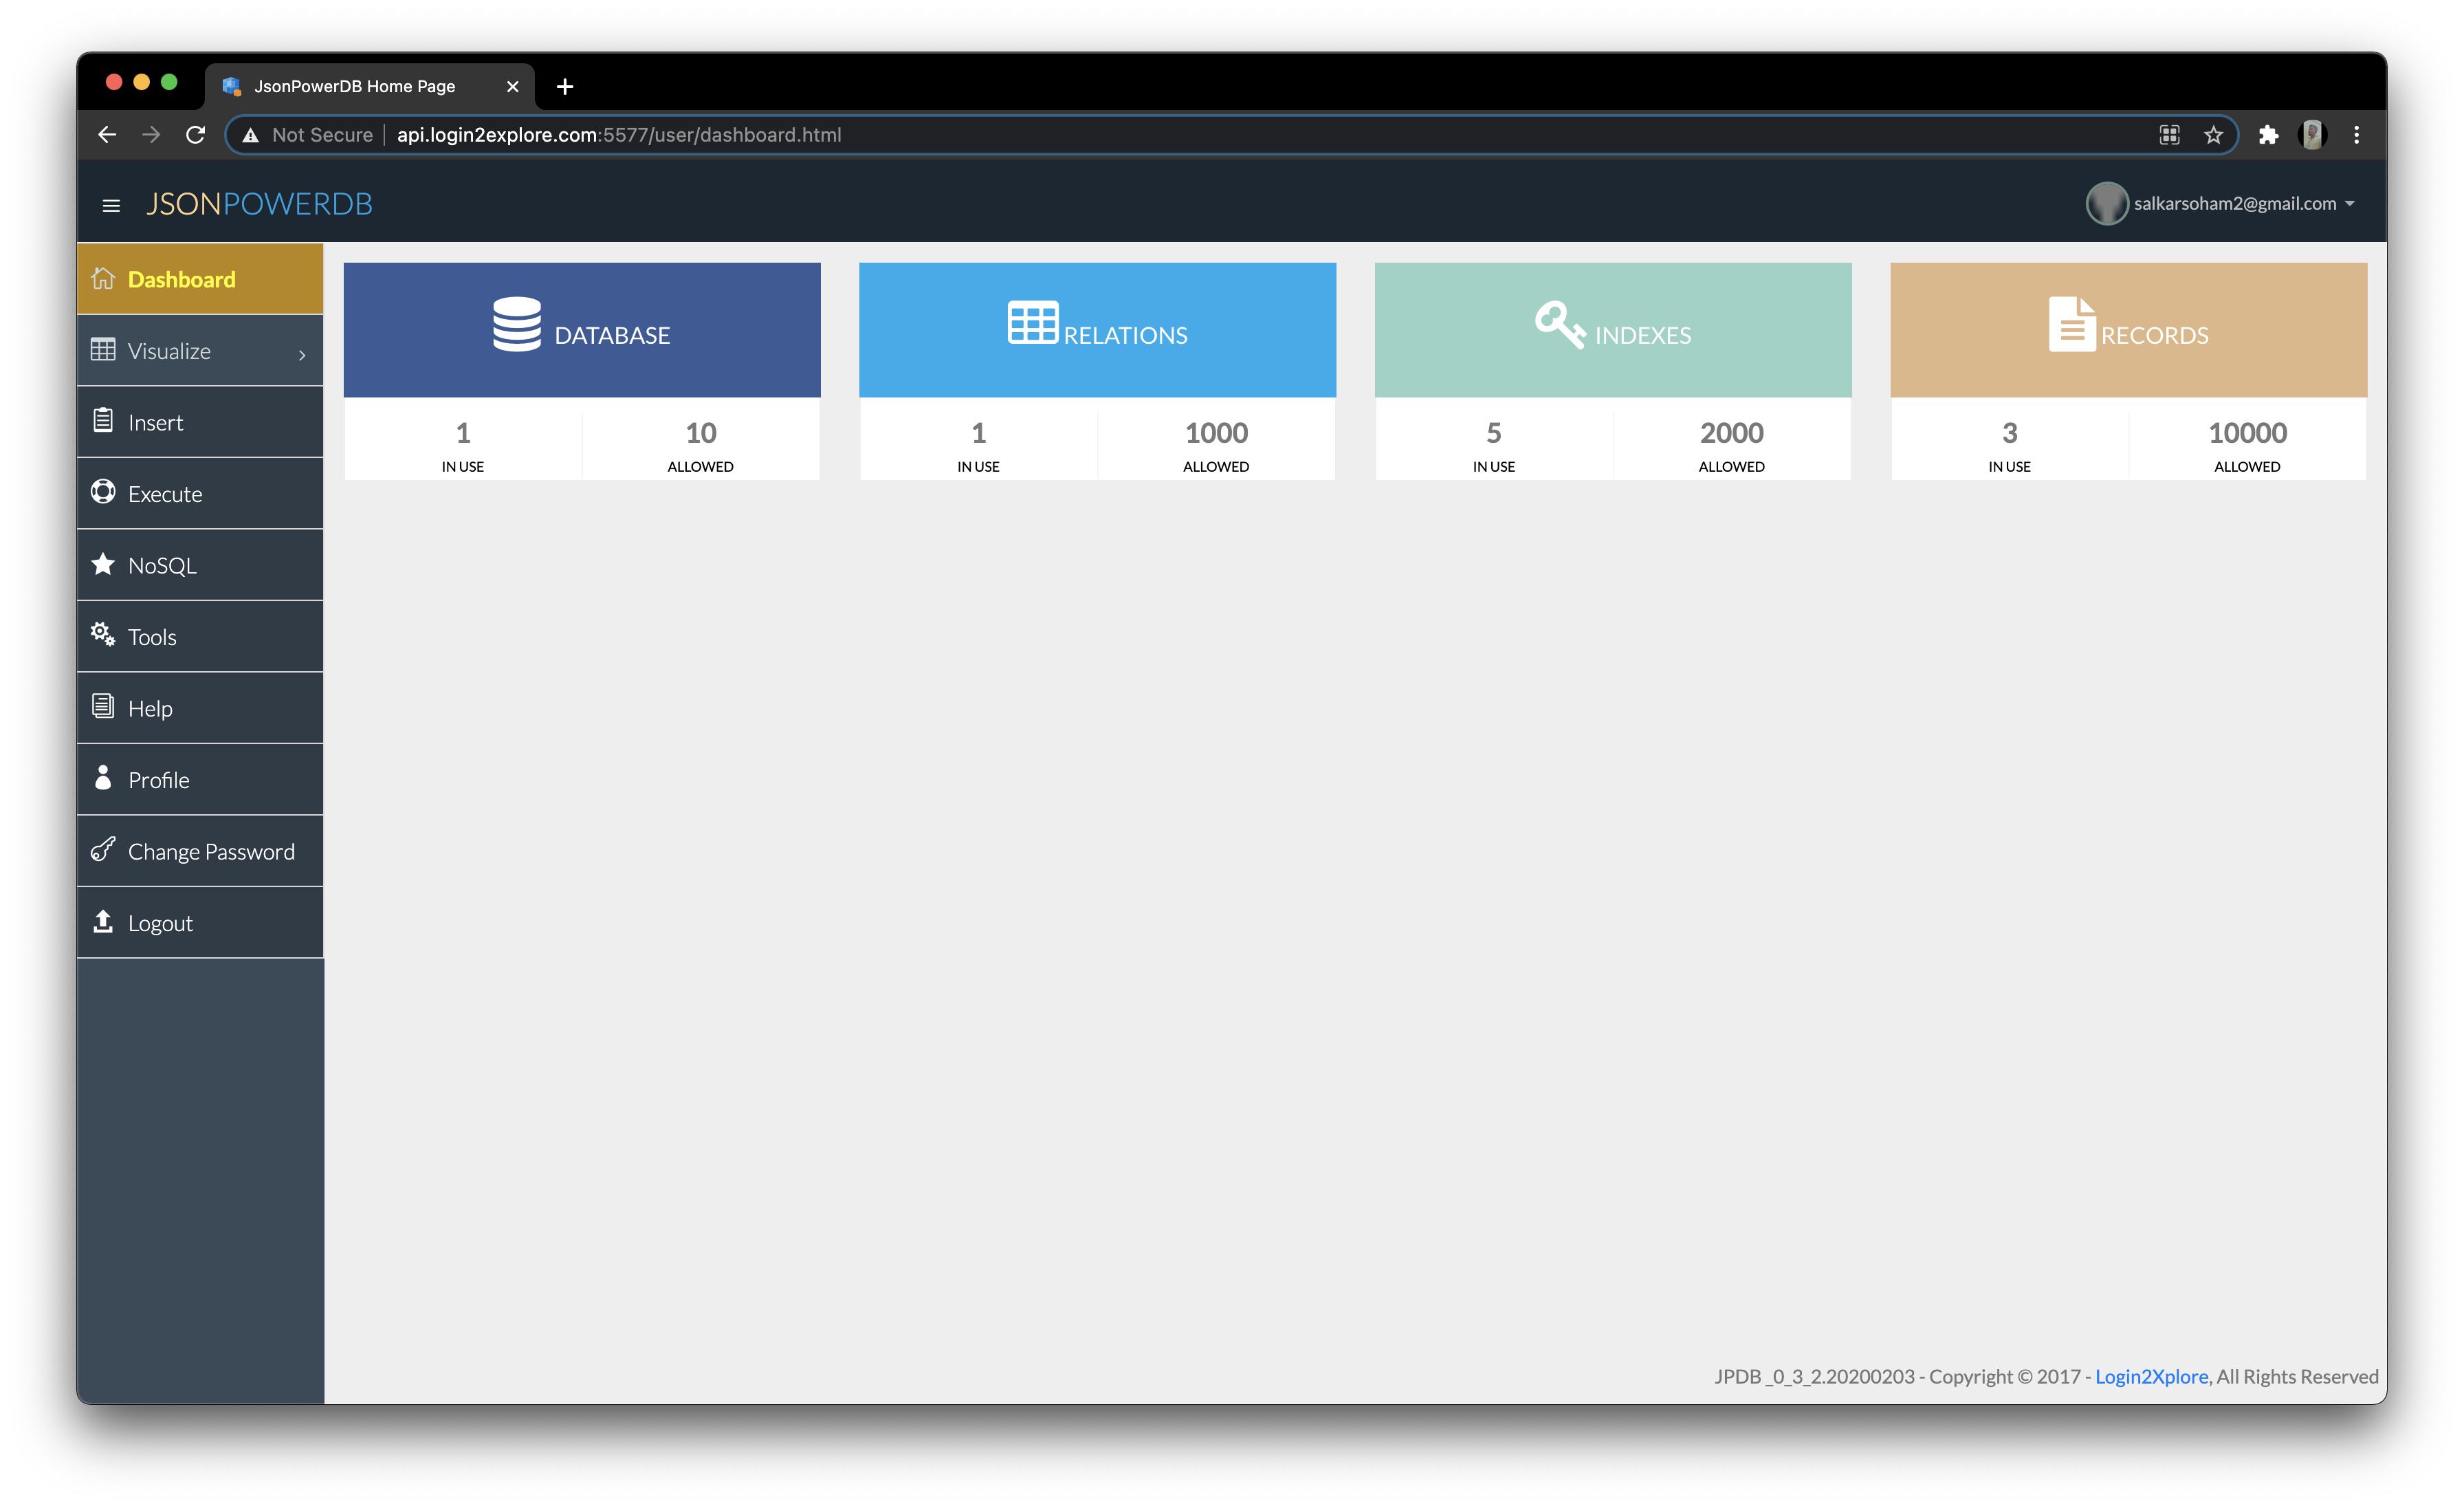 JsonPowerDB Home Page
Not Secure api.login2explore.com:5577/user/dashboard.html
JSONPOWERDB
salkarsoham2@gmail.com
Dashboard
Visualize
Insert
Execute
NoSQL
Tools
Help
Profile
Change Password
Logout
DATABASE
1 10
IN USE ALLOWED
RELATIONS
1 1000
IN USE ALLOWED
INDEXES
5 2000
IN USE ALLOWED
RECORDS
3 10000
IN USE ALLOWED
JPDB _0_3_2.20200203 - Copyright © 2017 - Login2Xplore, All Rights Reserved